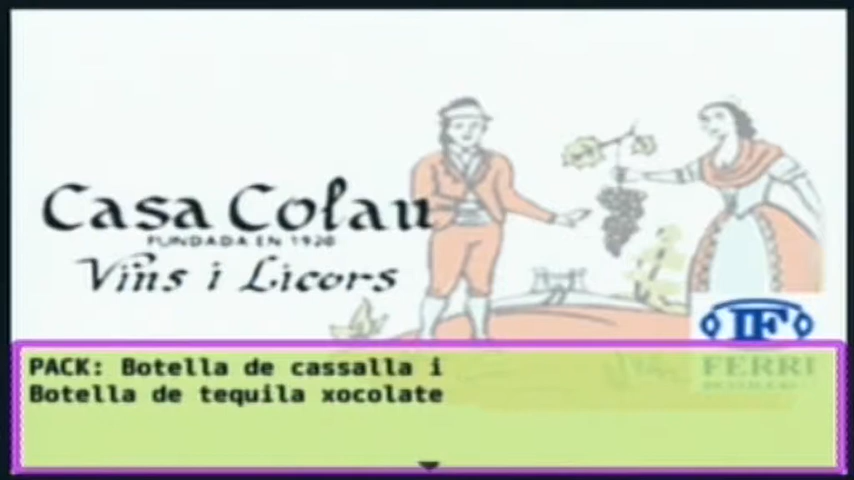 Casa Colau
FUNDADA EN 1920
Vins i Licors
IF
FERRI
PACK: Botella de cassalla i
Botella de tequila xocolate